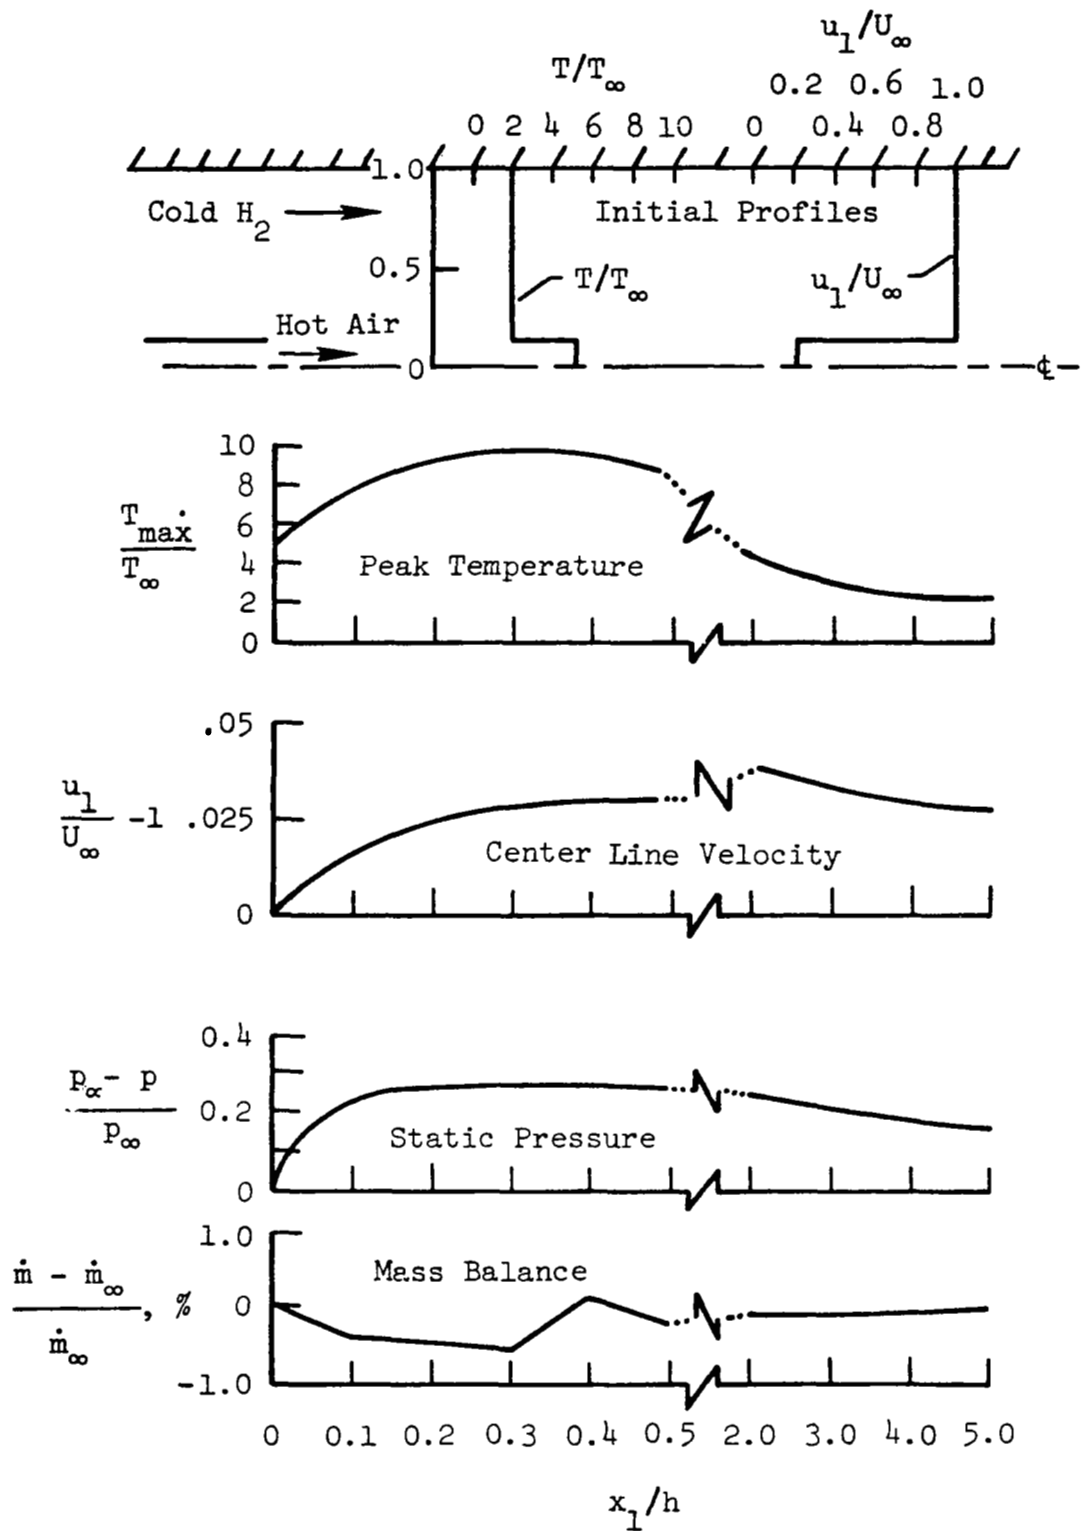 u₁/U∞
T/T∞
0.2 0.6 1.0
0 2 4 6 8 10 0 0.4 0.8
1.0
Cold H₂
Initial Profiles
0.5
T/T∞
u₁/U∞
Hot Air
0
℄
10
8
6
4
2
0
Tmax
T∞
Peak Temperature
.05
.025
0
u₁
U∞
-1
Center Line Velocity
0.4
0.2
0
p∝- p
p∞
Static Pressure
1.0
0
-1.0
ṁ - ṁ∞
ṁ∞
, %
Mass Balance
0 0.1 0.2 0.3 0.4 0.5 2.0 3.0 4.0 5.0
x₁/h